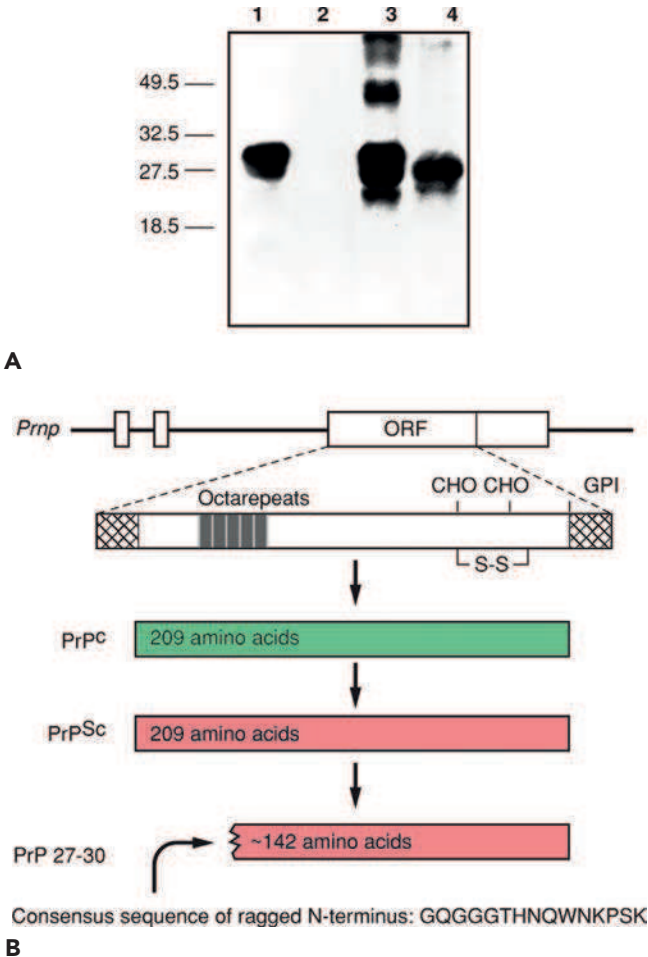 1 2 3 4
49.5
32.5
27.5
18.5
A
Prnp
ORF
Octarepeats
CHO CHO GPI
S-S
PrPC 209 amino acids
PrPSc 209 amino acids
PrP 27-30 ~142 amino acids
Consensus sequence of ragged N-terminus: GQGGGTHNQWNKPSK
B